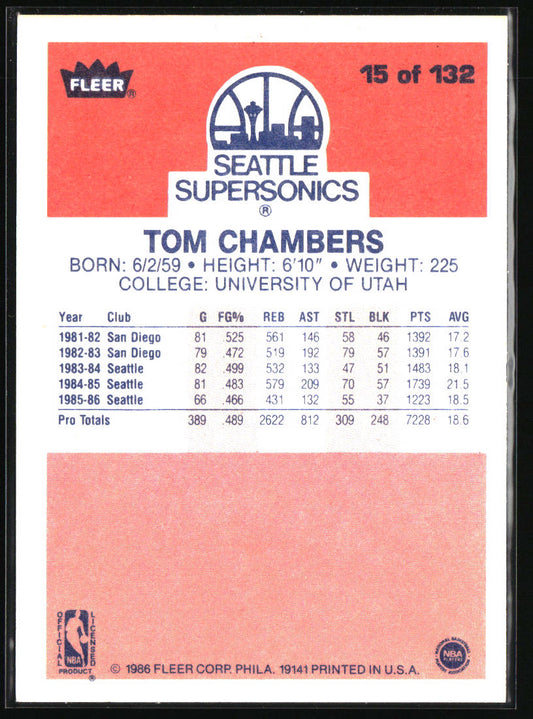 FLEER®
15 of 132
SEATTLE
SUPERSONICS
®
TOM CHAMBERS
BORN: 6/2/59 • HEIGHT: 6'10" • WEIGHT: 225
COLLEGE: UNIVERSITY OF UTAH
Year Club G FG% REB AST STL BLK PTS AVG
1981-82 San Diego 81 .525 561 146 58 46 1392 17.2
1982-83 San Diego 79 .472 519 192 79 57 1391 17.6
1983-84 Seattle 82 .499 532 133 47 51 1483 18.1
1984-85 Seattle 81 .483 579 209 70 57 1739 21.5
1985-86 Seattle 66 .466 431 132 55 37 1223 18.5
Pro Totals 389 .489 2622 812 309 248 7228 18.6
OFFICIAL LICENSED
NBA
PRODUCT ®
NATIONAL BASKETBALL
NBA
PLAYERS
ASSOCIATION
© 1986 FLEER CORP. PHILA. 19141 PRINTED IN U.S.A.